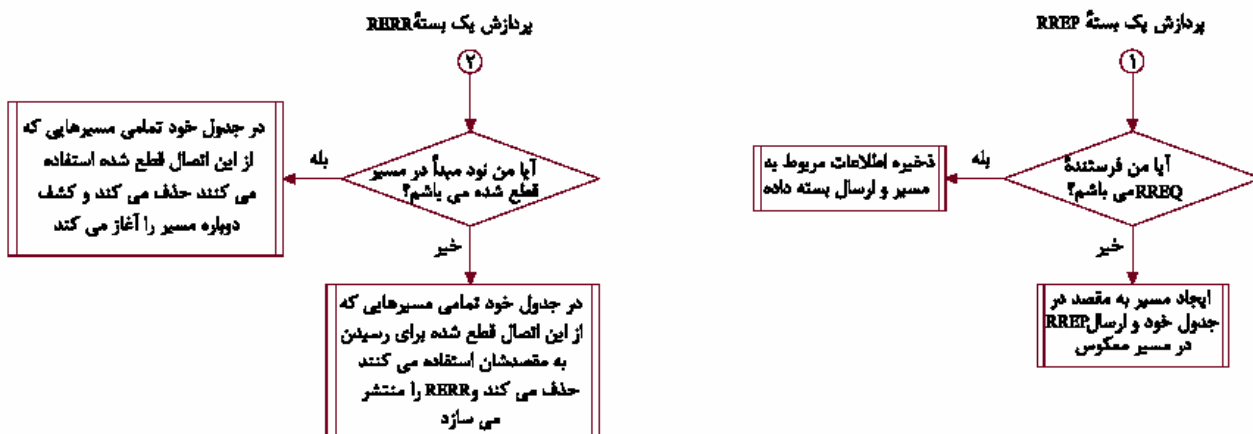 پردازش یک بستهٔ RREP
۱
آیا من فرستندهٔ
RREQ می باشم؟
بله
ذخیره اطلاعات مربوط به
مسیر و ارسال بسته داده
خیر
ایجاد مسیر به مقصد در
جدول خود و ارسال RREP
در مسیر معکوس
پردازش یک بستهٔ RERR
۲
آیا من نود مبدأ در مسیر
قطع شده می باشم؟
بله
در جدول خود تمامی مسیرهایی که
از این اتصال قطع شده استفاده
می کنند حذف می کند و کشف
دوباره مسیر را آغاز می کند
خیر
در جدول خود تمامی مسیرهایی که
از این اتصال قطع شده برای رسیدن
به مقصدشان استفاده می کنند
حذف می کند و RERR را منتشر
می سازد